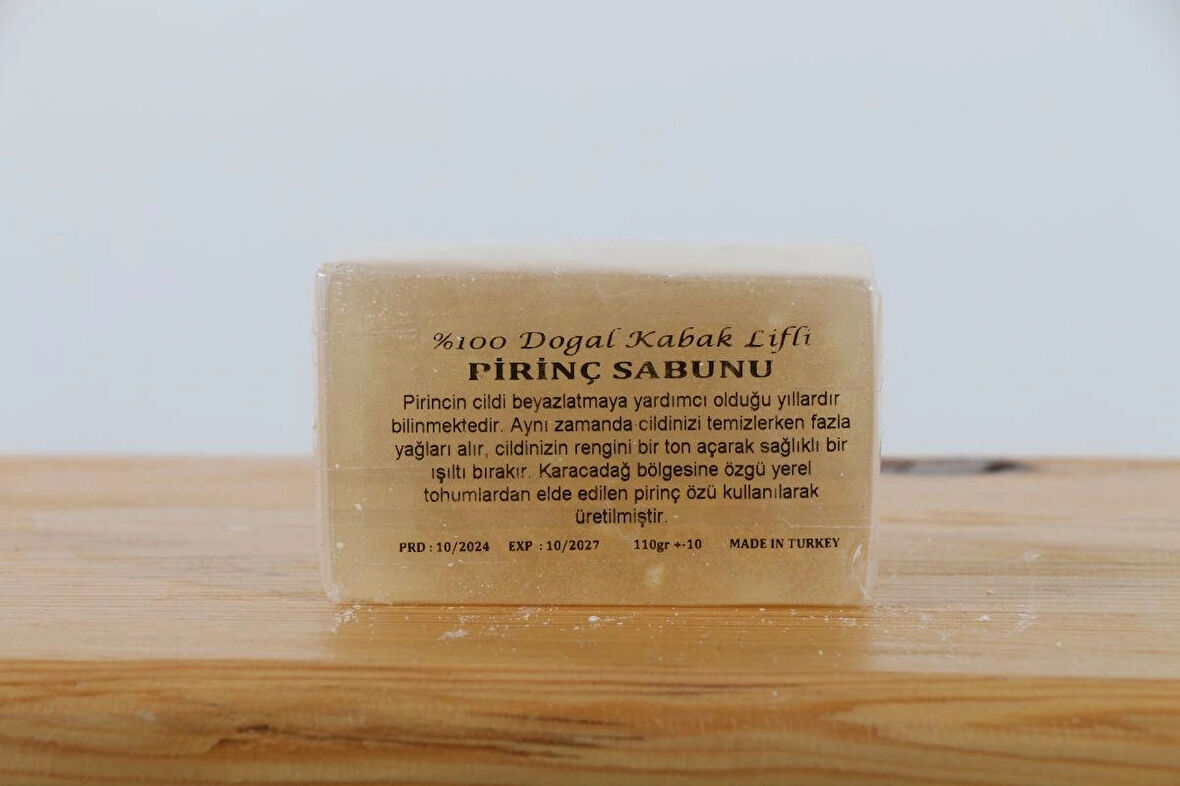 %100 Dogal Kabak Lifli
PİRİNÇ SABUNU
Pirincin cildi beyazlatmaya yardımcı olduğu yıllardır
bilinmektedir. Aynı zamanda cildinizi temizlerken fazla
yağları alır, cildinizin rengini bir ton açarak sağlıklı bir
ışıltı bırakır. Karacadağ bölgesine özgü yerel
tohumlardan elde edilen pirinç özü kullanılarak
üretilmiştir.
PRD : 10/2024 EXP : 10/2027 110gr +-10 MADE IN TURKEY